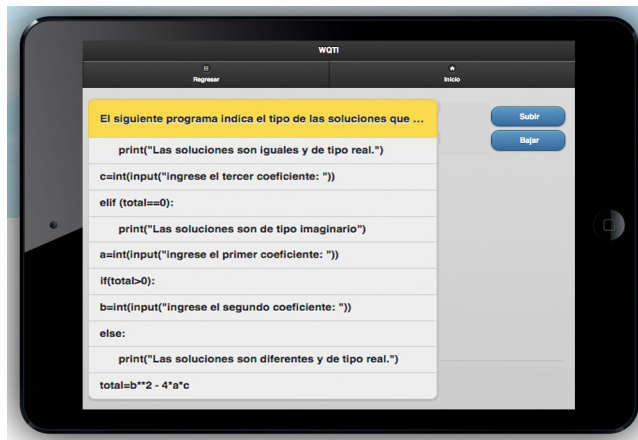 WQTI
Regresar
Inicio
El siguiente programa indica el tipo de las soluciones que ...
print("Las soluciones son iguales y de tipo real.")
c=int(input("ingrese el tercer coeficiente: "))
elif (total==0):
print("Las soluciones son de tipo imaginario")
a=int(input("ingrese el primer coeficiente: "))
if(total>0):
b=int(input("ingrese el segundo coeficiente: "))
else:
print("Las soluciones son diferentes y de tipo real.")
total=b**2 - 4*a*c
Subir
Bajar